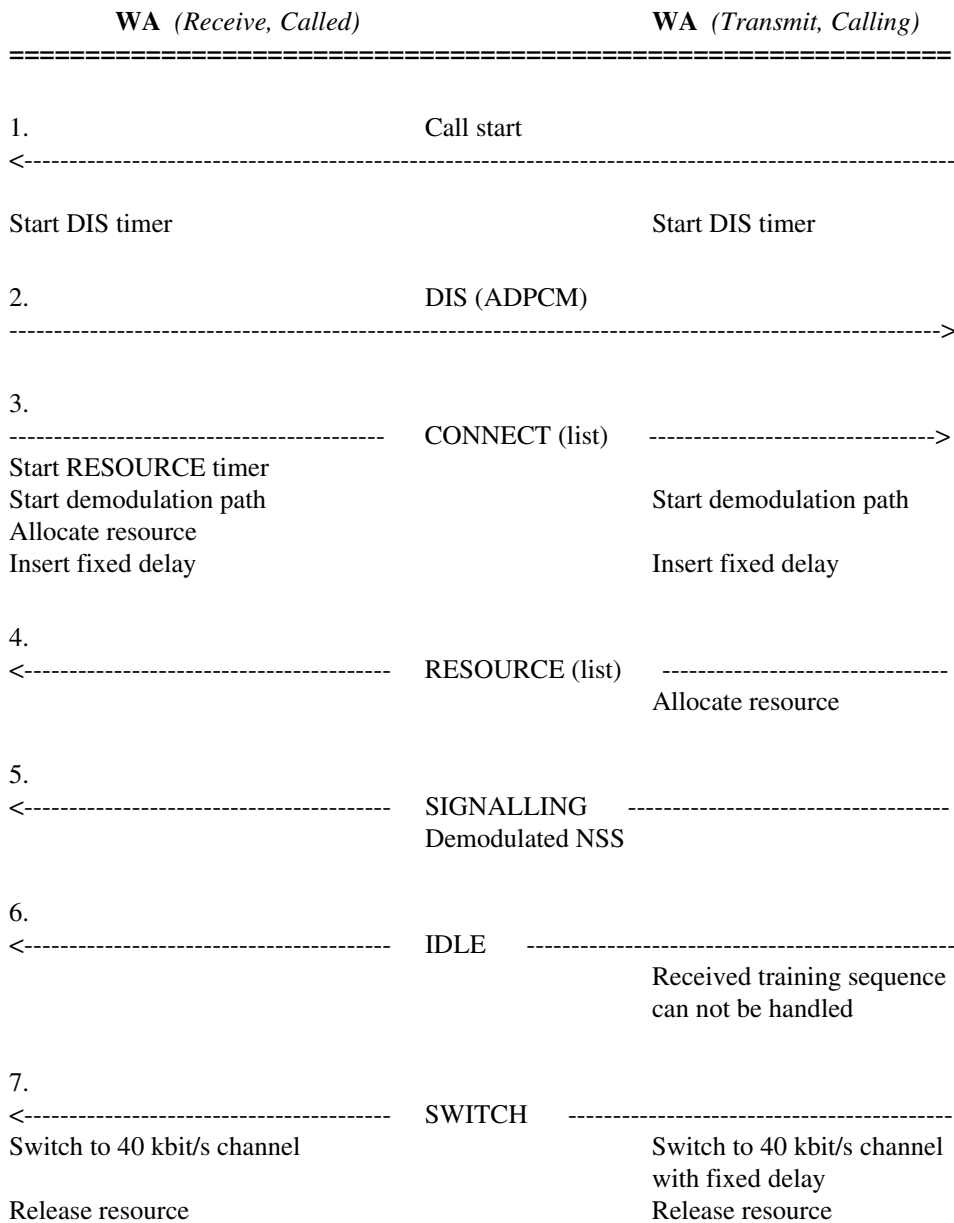 WA (Receive, Called) WA (Transmit, Calling)
==============================================================
1. Call start
<-----------------------------------------------------------------------------------------------------
Start DIS timer Start DIS timer
2. DIS (ADPCM)
----------------------------------------------------------------------------------------------------->
3.
----------------------------------------- CONNECT (list) ------------------------------->
Start RESOURCE timer
Start demodulation path Start demodulation path
Allocate resource
Insert fixed delay Insert fixed delay
4.
<---------------------------------------- RESOURCE (list) -------------------------------
Allocate resource
5.
<---------------------------------------- SIGNALLING -----------------------------------
Demodulated NSS
6.
<---------------------------------------- IDLE -----------------------------------------------
Received training sequence
can not be handled
7.
<---------------------------------------- SWITCH ------------------------------------------
Switch to 40 kbit/s channel Switch to 40 kbit/s channel
with fixed delay
Release resource Release resource